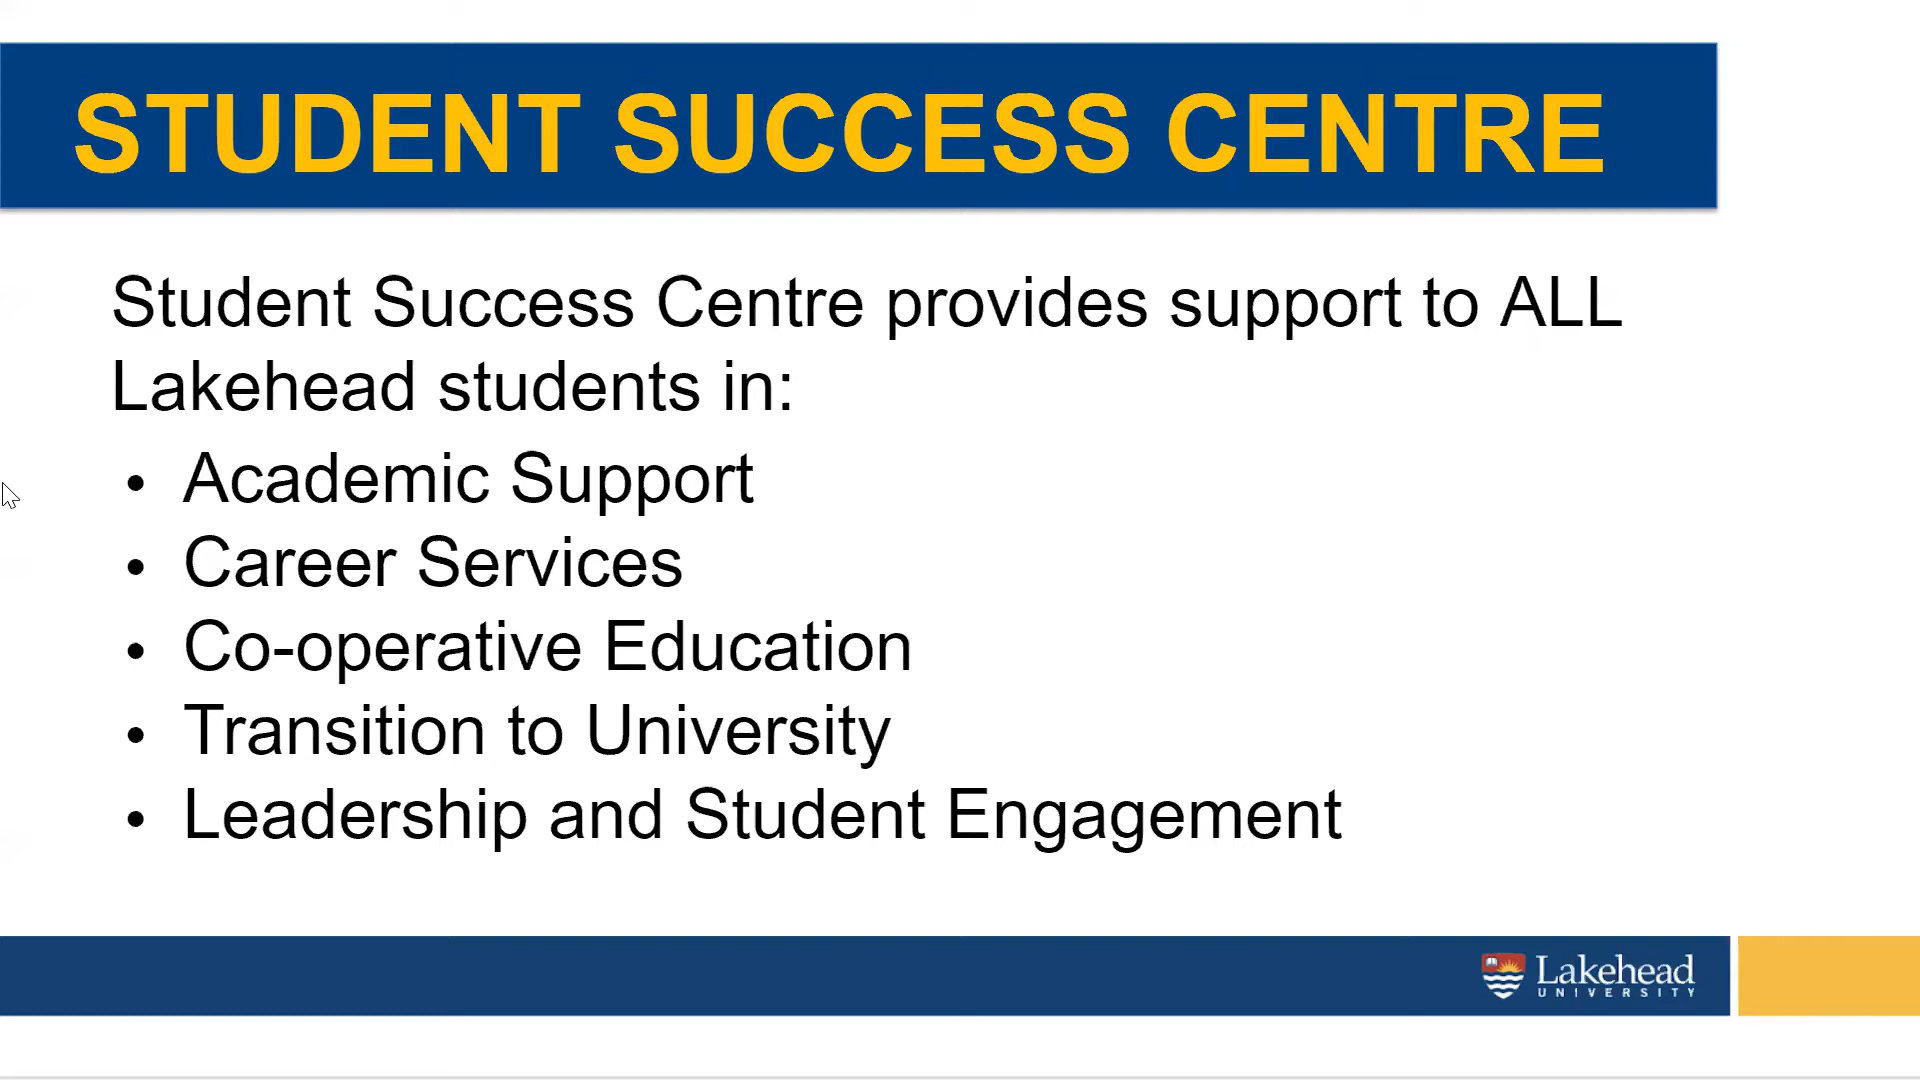 STUDENT SUCCESS CENTRE
Student Success Centre provides support to ALL
Lakehead students in:
• Academic Support
• Career Services
• Co-operative Education
• Transition to University
• Leadership and Student Engagement
Lakehead
UNIVERSITY